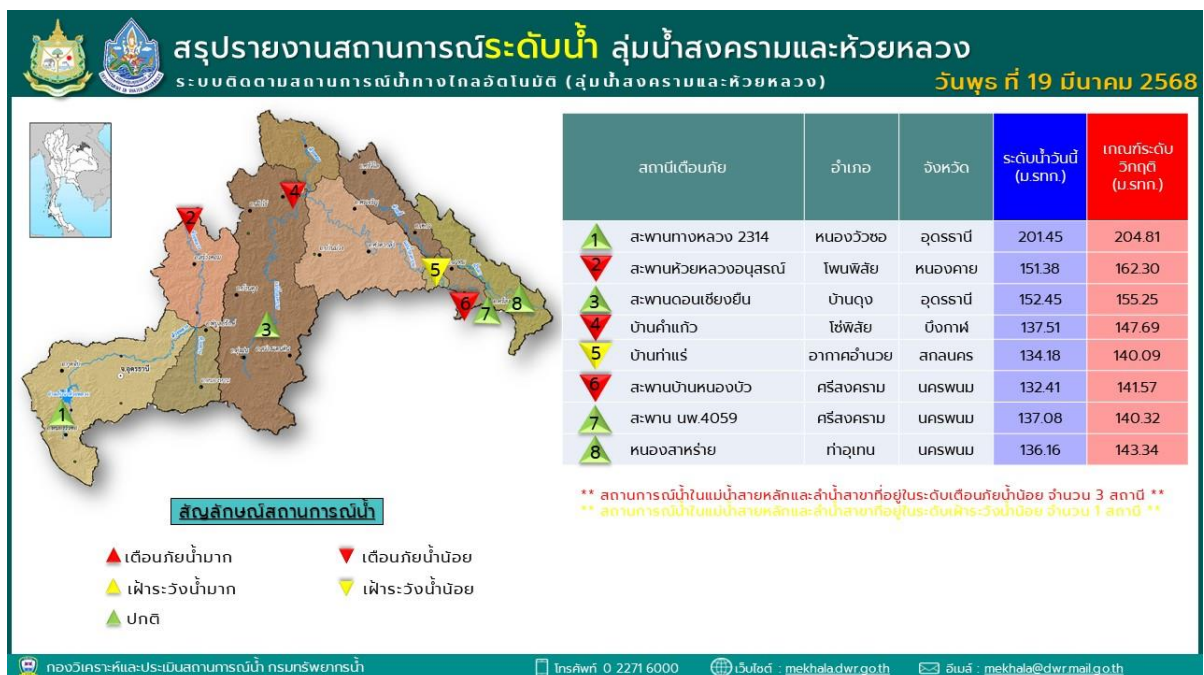 สรุปรายงานสถานการณ์ระดับน้ำ ลุ่มน้ำสงครามและห้วยหลวง
ระบบติดตามสถานการณ์น้ำทางไกลอัตโนมัติ (ลุ่มน้ำสงครามและห้วยหลวง)
วันพุธ ที่ 19 มีนาคม 2568
สถานีเตือนภัย อำเภอ จังหวัด ระดับน้ำวันนี้ (ม.รทก.) เกณฑ์ระดับวิกฤติ (ม.รทก.)
1 สะพานทางหลวง 2314 หนองวัวซอ อุดรธานี 201.45 204.81
2 สะพานห้วยหลวงอนุสรณ์ โพนพิสัย หนองคาย 151.38 162.30
3 สะพานดอนเชียงยืน บ้านดุง อุดรธานี 152.45 155.25
4 บ้านคำแก้ว โซ่พิสัย บึงกาฬ 137.51 147.69
5 บ้านท่าแร่ อากาศอำนวย สกลนคร 134.18 140.09
6 สะพานบ้านหนองบัว ศรีสงคราม นครพนม 132.41 141.57
7 สะพาน นพ.4059 ศรีสงคราม นครพนม 137.08 140.32
8 หนองสาหร่าย ท่าอุเทน นครพนม 136.16 143.34
** สถานการณ์น้ำในแม่น้ำสายหลักและลำน้ำสาขาที่อยู่ในระดับเตือนภัยน้ำน้อย จำนวน 3 สถานี **
** สถานการณ์น้ำในแม่น้ำสายหลักและลำน้ำสาขาที่อยู่ในระดับเฝ้าระวังน้ำน้อย จำนวน 1 สถานี **
2
4
5
6
7
8
3
1
จ.อุดรธานี
สัญลักษณ์สถานการณ์น้ำ
เตือนภัยน้ำมาก
เตือนภัยน้ำน้อย
เฝ้าระวังน้ำมาก
เฝ้าระวังน้ำน้อย
ปกติ
กองวิเคราะห์และประเมินสถานการณ์น้ำ กรมทรัพยากรน้ำ
โทรศัพท์ 0 2271 6000
เว็บไซต์ : mekhala.dwr.go.th
อีเมล์ : mekhala@dwr.mail.go.th